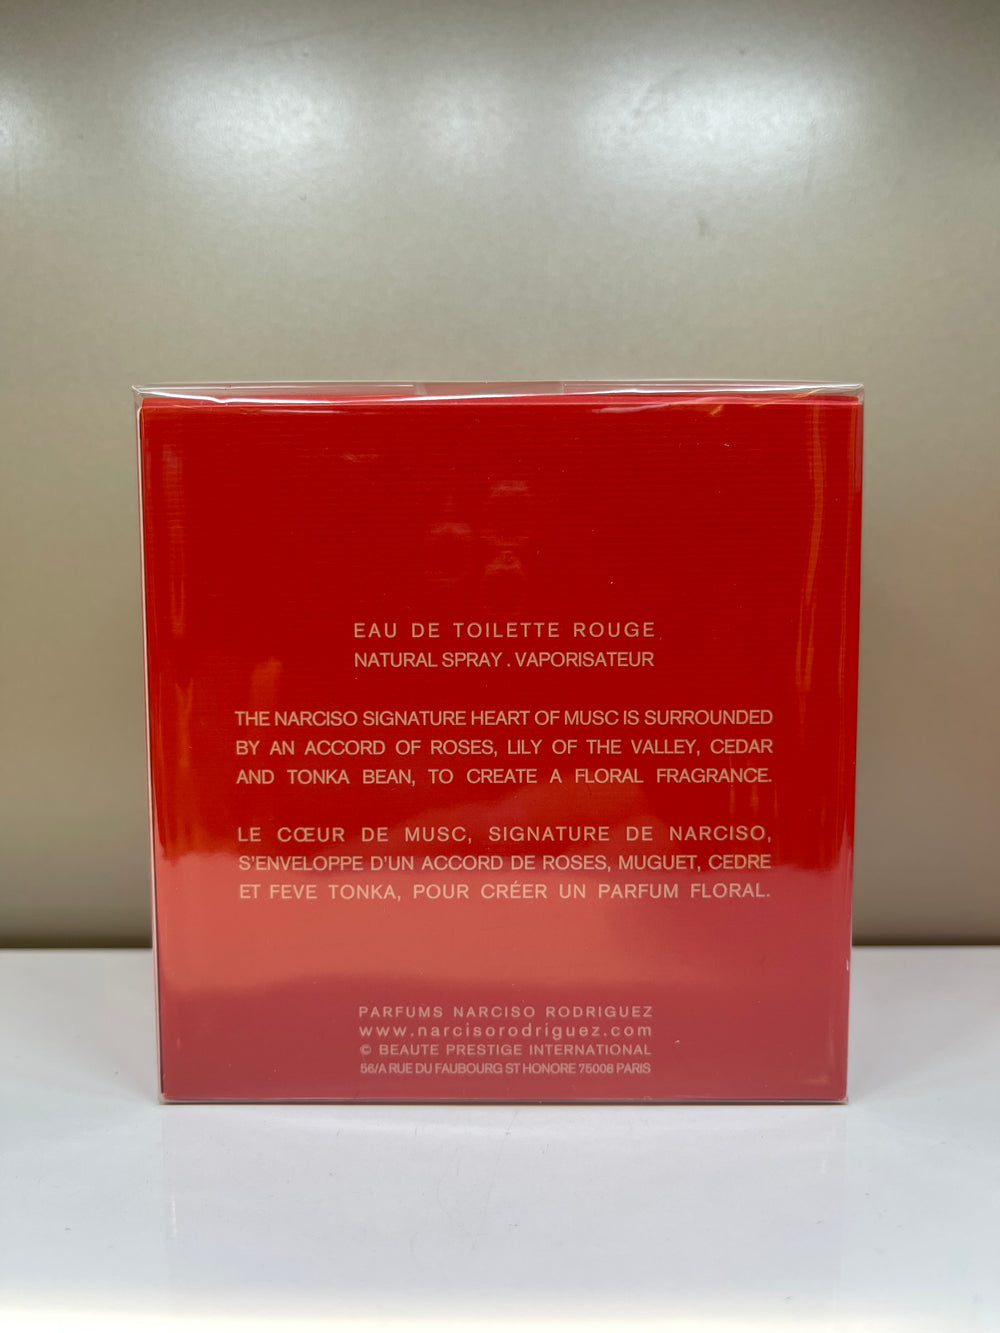 EAU DE TOILETTE ROUGE
NATURAL SPRAY . VAPORISATEUR
THE NARCISO SIGNATURE HEART OF MUSC IS SURROUNDED
BY AN ACCORD OF ROSES, LILY OF THE VALLEY, CEDAR
AND TONKA BEAN, TO CREATE A FLORAL FRAGRANCE.
LE CŒUR DE MUSC, SIGNATURE DE NARCISO,
S'ENVELOPPE D'UN ACCORD DE ROSES, MUGUET, CEDRE
ET FEVE TONKA, POUR CRÉER UN PARFUM FLORAL.
PARFUMS NARCISO RODRIGUEZ
www.narcisorodriguez.com
© BEAUTE PRESTIGE INTERNATIONAL
56/A RUE DU FAUBOURG ST HONORE 75008 PARIS